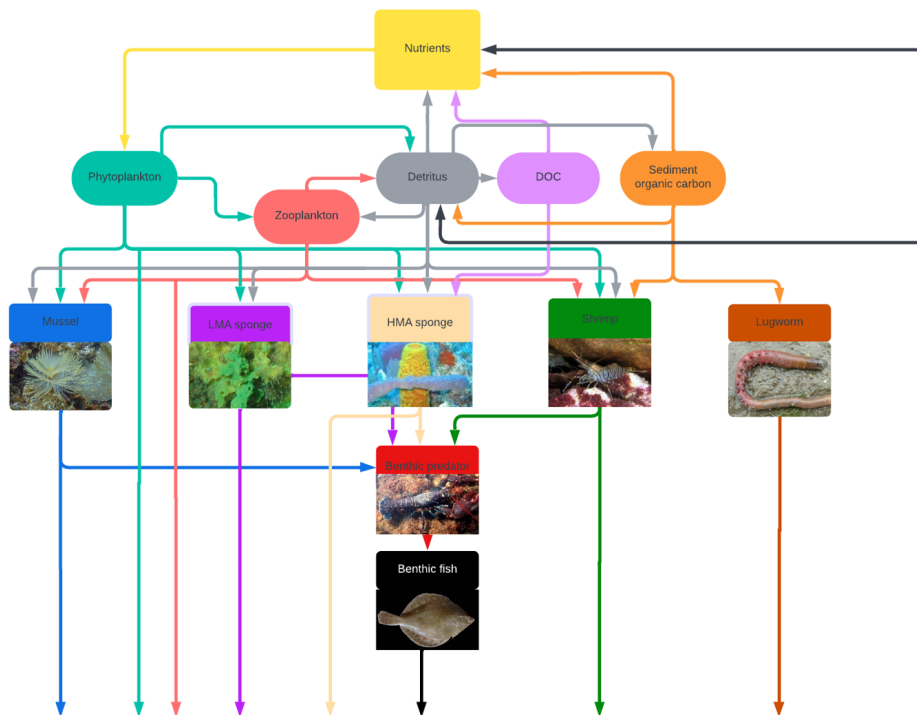 Nutrients
Phytoplankton
Detritus
DOC
Sediment
organic carbon
Zooplankton
Mussel
LMA sponge
HMA sponge
Shrimp
Lugworm
Benthic predator
Benthic fish